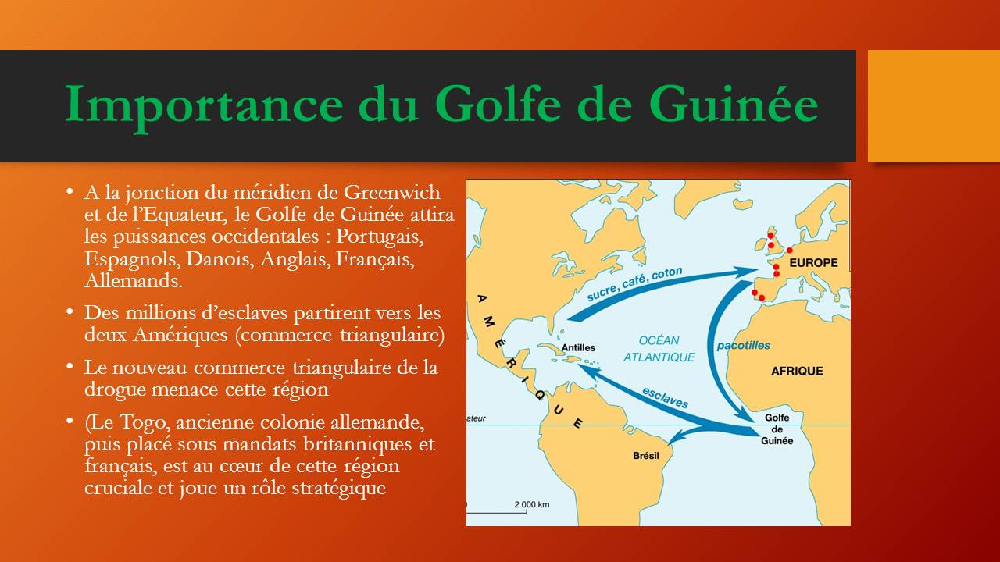 Importance du Golfe de Guinée
• A la jonction du méridien de Greenwich
et de l’Equateur, le Golfe de Guinée attira
les puissances occidentales : Portugais,
Espagnols, Danois, Anglais, Français,
Allemands.
• Des millions d’esclaves partirent vers les
deux Amériques (commerce triangulaire)
• Le nouveau commerce triangulaire de la
drogue menace cette région
• (Le Togo, ancienne colonie allemande,
puis placé sous mandats britanniques et
français, est au cœur de cette région
cruciale et joue un rôle stratégique
EUROPE
sucre, café, coton
AMÉRIQUE
Antilles
OCÉAN
ATLANTIQUE
pacotilles
AFRIQUE
esclaves
ateur
Golfe
de
Guinée
Brésil
2 000 km